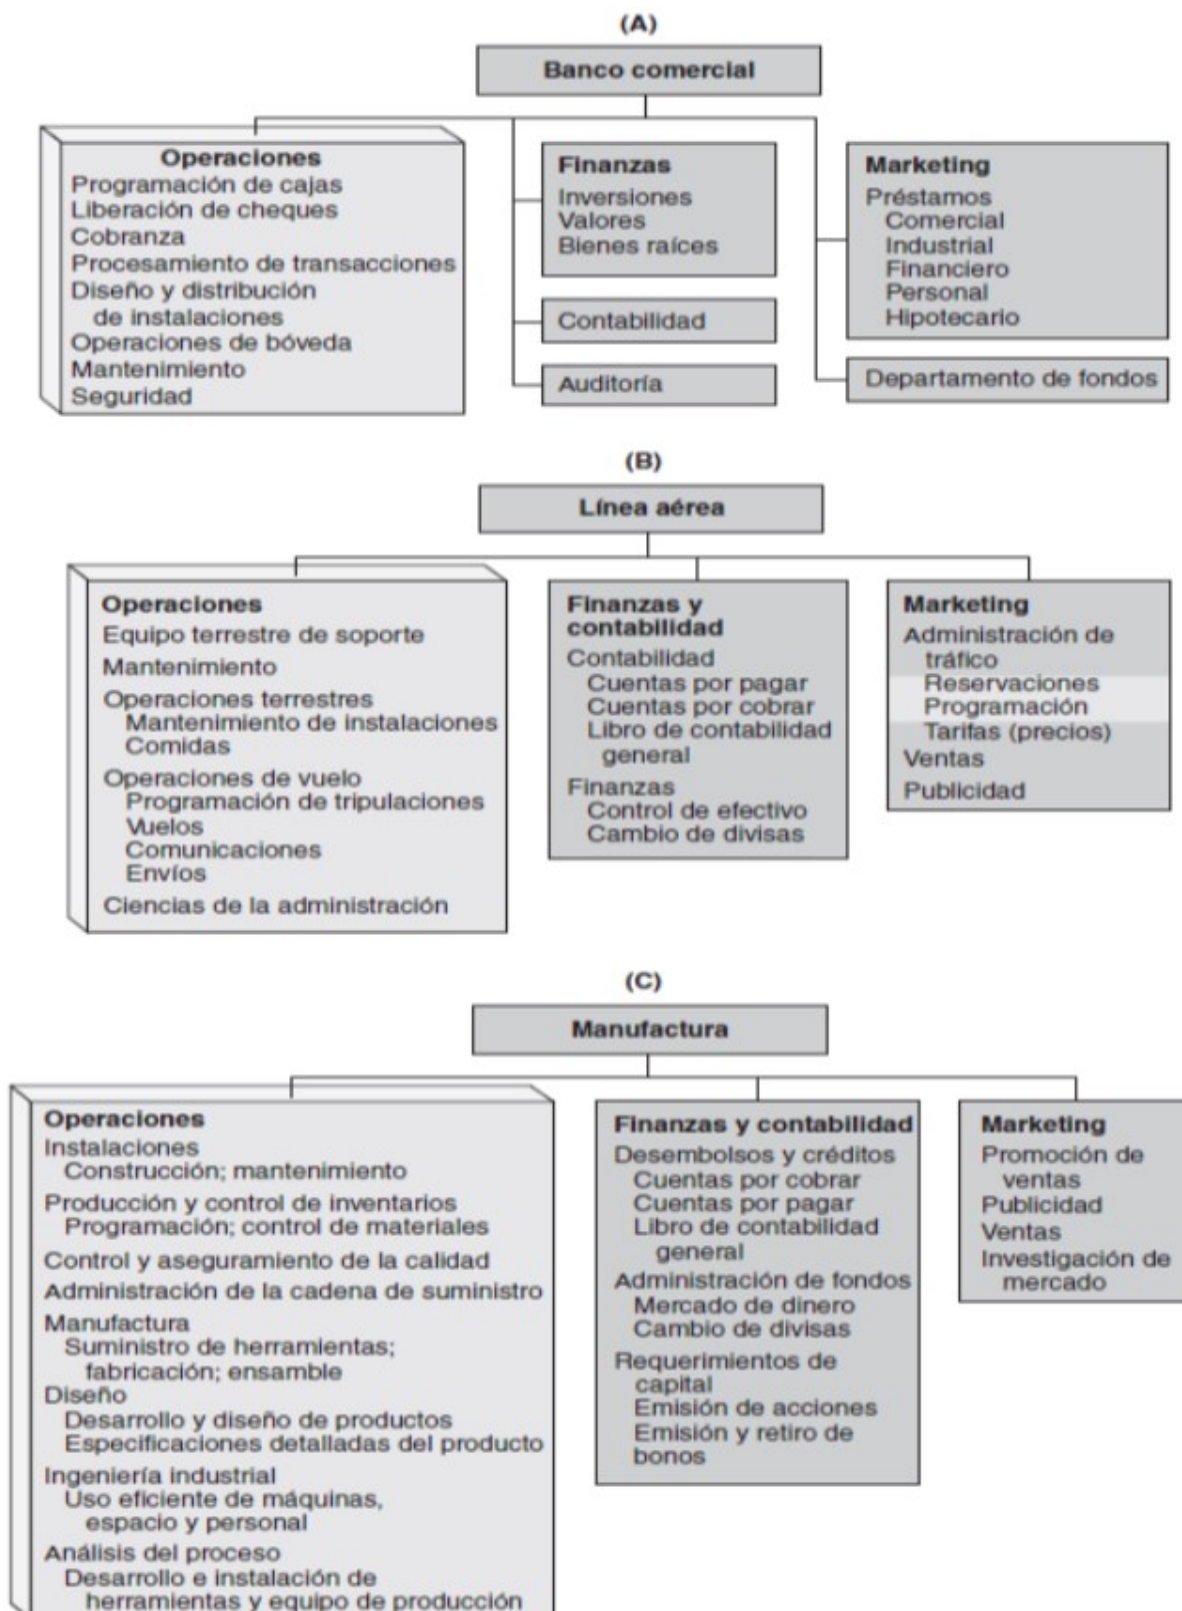 (A)
Banco comercial
Operaciones
Programación de cajas
Liberación de cheques
Cobranza
Procesamiento de transacciones
Diseño y distribución
de instalaciones
Operaciones de bóveda
Mantenimiento
Seguridad
Finanzas
Inversiones
Valores
Bienes raíces
Contabilidad
Auditoría
Marketing
Préstamos
Comercial
Industrial
Financiero
Personal
Hipotecario
Departamento de fondos
(B)
Línea aérea
Operaciones
Equipo terrestre de soporte
Mantenimiento
Operaciones terrestres
Mantenimiento de instalaciones
Comidas
Operaciones de vuelo
Programación de tripulaciones
Vuelos
Comunicaciones
Envíos
Ciencias de la administración
Finanzas y
contabilidad
Contabilidad
Cuentas por pagar
Cuentas por cobrar
Libro de contabilidad
general
Finanzas
Control de efectivo
Cambio de divisas
Marketing
Administración de
tráfico
Reservaciones
Programación
Tarifas (precios)
Ventas
Publicidad
(C)
Manufactura
Operaciones
Instalaciones
Construcción; mantenimiento
Producción y control de inventarios
Programación; control de materiales
Control y aseguramiento de la calidad
Administración de la cadena de suministro
Manufactura
Suministro de herramientas;
fabricación; ensamble
Diseño
Desarrollo y diseño de productos
Especificaciones detalladas del producto
Ingeniería industrial
Uso eficiente de máquinas,
espacio y personal
Análisis del proceso
Desarrollo e instalación de
herramientas y equipo de producción
Finanzas y contabilidad
Desembolsos y créditos
Cuentas por cobrar
Cuentas por pagar
Libro de contabilidad
general
Administración de fondos
Mercado de dinero
Cambio de divisas
Requerimientos de
capital
Emisión de acciones
Emisión y retiro de
bonos
Marketing
Promoción de
ventas
Publicidad
Ventas
Investigación de
mercado